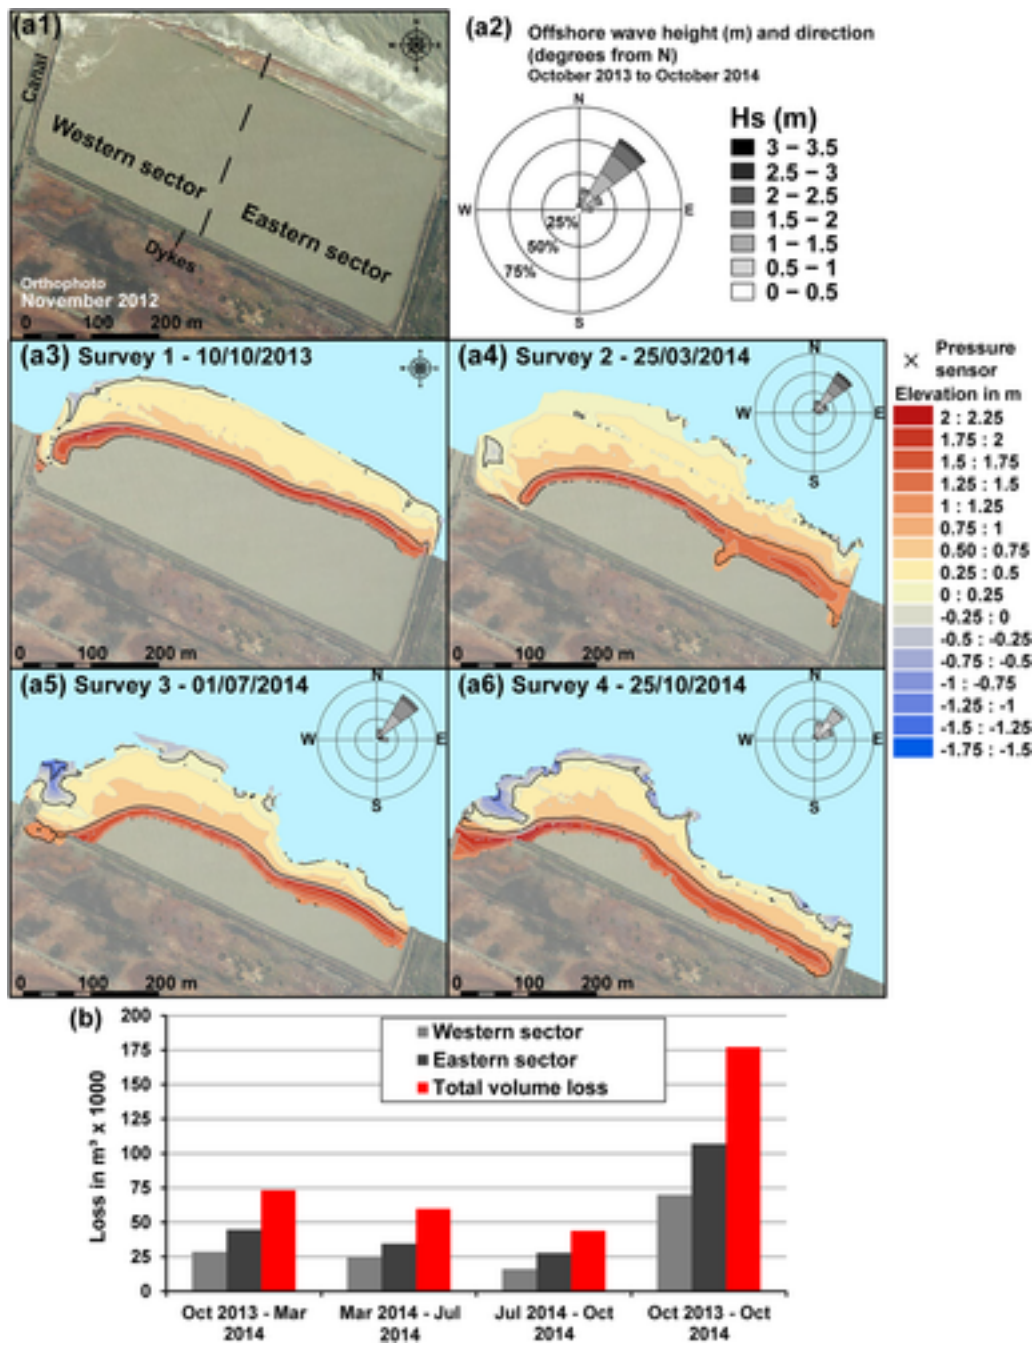 (a1)
Canal
Western sector
Eastern sector
Dykes
Orthophoto
November 2012
0 100 200 m
(a2) Offshore wave height (m) and direction
(degrees from N)
October 2013 to October 2014
N
W
E
S
25%
50%
75%
Hs (m)
3 – 3.5
2.5 – 3
2 – 2.5
1.5 – 2
1 – 1.5
0.5 – 1
0 – 0.5
(a3) Survey 1 - 10/10/2013
0 100 200 m
(a4) Survey 2 - 25/03/2014
N
W
E
S
0 100 200 m
Pressure
sensor
Elevation in m
2 : 2.25
1.75 : 2
1.5 : 1.75
1.25 : 1.5
1 : 1.25
0.75 : 1
0.50 : 0.75
0.25 : 0.5
0 : 0.25
-0.25 : 0
-0.5 : -0.25
-0.75 : -0.5
-1 : -0.75
-1.25 : -1
-1.5 : -1.25
-1.75 : -1.5
(a5) Survey 3 - 01/07/2014
N
W
E
S
0 100 200 m
(a6) Survey 4 - 25/10/2014
N
W
E
S
0 100 200 m
(b)
Loss in m³ x 1000
200
175
150
125
100
75
50
25
0
Western sector
Eastern sector
Total volume loss
Oct 2013 - Mar
2014
Mar 2014 - Jul
2014
Jul 2014 - Oct
2014
Oct 2013 - Oct
2014